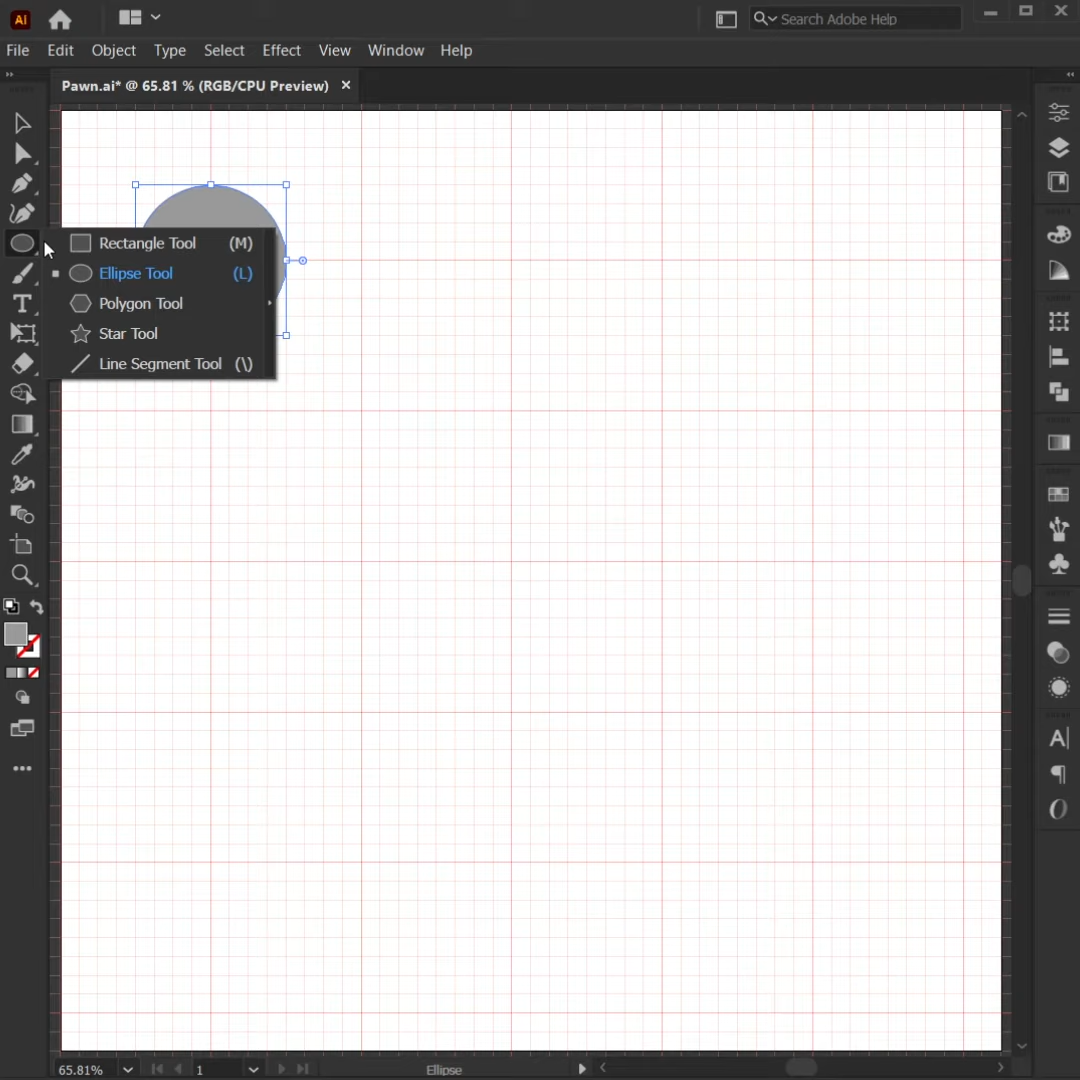 Ai
Search Adobe Help
File Edit Object Type Select Effect View Window Help
Pawn.ai* @ 65.81 % (RGB/CPU Preview)
Rectangle Tool (M)
Ellipse Tool (L)
Polygon Tool
Star Tool
Line Segment Tool (\)
65.81%
1
Ellipse